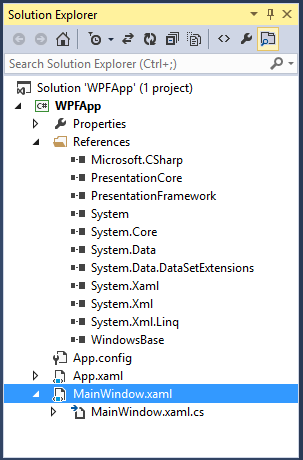 Solution Explorer
Search Solution Explorer (Ctrl+;)
Solution 'WPFApp' (1 project)
C# WPFApp
Properties
References
Microsoft.CSharp
PresentationCore
PresentationFramework
System
System.Core
System.Data
System.Data.DataSetExtensions
System.Xaml
System.Xml
System.Xml.Linq
WindowsBase
App.config
App.xaml
MainWindow.xaml
MainWindow.xaml.cs